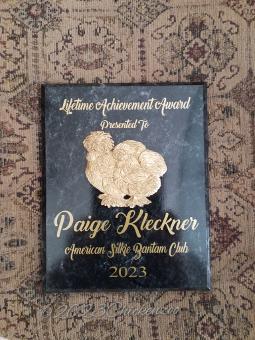 Lifetime Achievement Award
Presented To
Paige Kleckner
American Silkie Bantam Club
2023